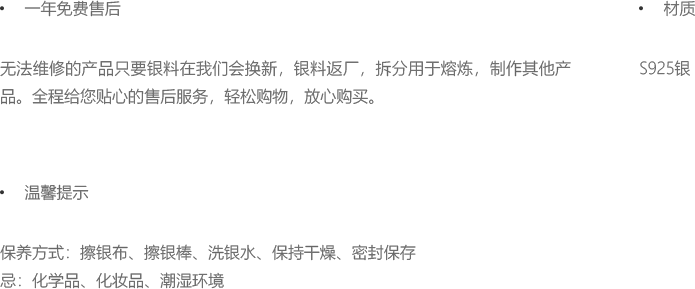 • 一年免费售后
无法维修的产品只要银料在我们会换新，银料返厂，拆分用于熔炼，制作其他产
品。全程给您贴心的售后服务，轻松购物，放心购买。
• 材质
S925银
• 温馨提示
保养方式：擦银布、擦银棒、洗银水、保持干燥、密封保存
忌：化学品、化妆品、潮湿环境